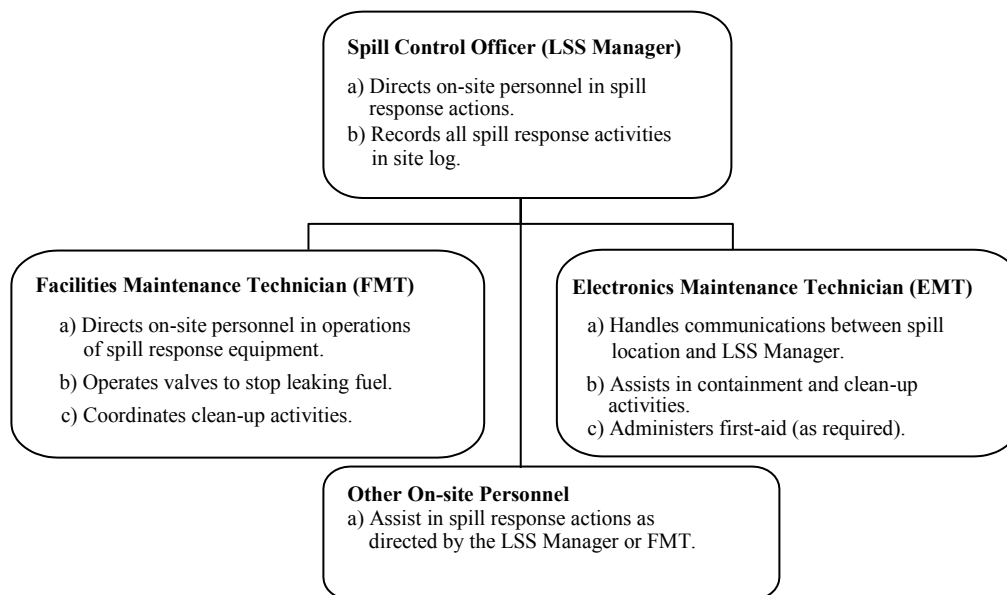 Spill Control Officer (LSS Manager)
a) Directs on-site personnel in spill
response actions.
b) Records all spill response activities
in site log.
Facilities Maintenance Technician (FMT)
a) Directs on-site personnel in operations
of spill response equipment.
b) Operates valves to stop leaking fuel.
c) Coordinates clean-up activities.
Electronics Maintenance Technician (EMT)
a) Handles communications between spill
location and LSS Manager.
b) Assists in containment and clean-up
activities.
c) Administers first-aid (as required).
Other On-site Personnel
a) Assist in spill response actions as
directed by the LSS Manager or FMT.